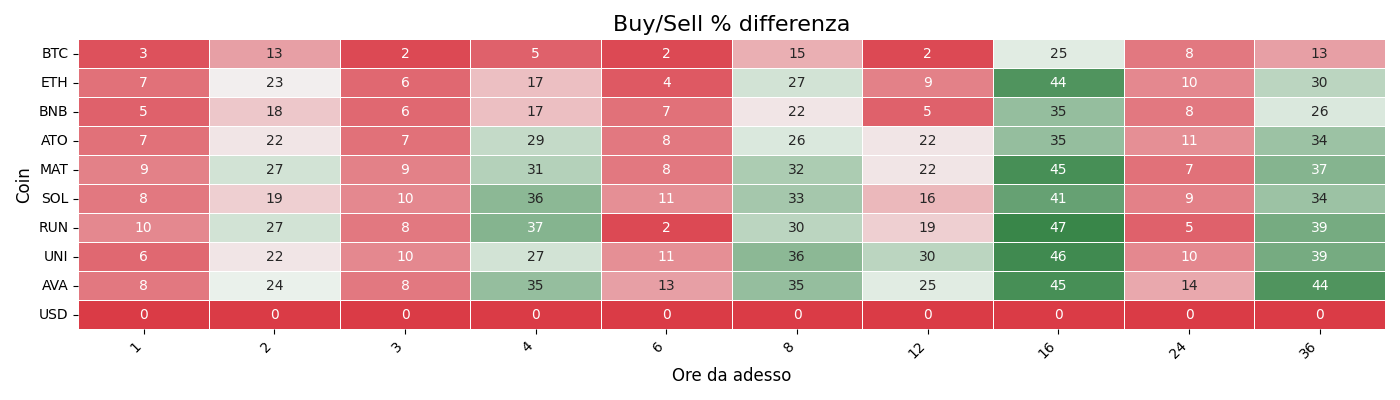 Buy/Sell % differenza
Coin
BTC 3 13 2 5 2 15 2 25 8 13
ETH 7 23 6 17 4 27 9 44 10 30
BNB 5 18 6 17 7 22 5 35 8 26
ATO 7 22 7 29 8 26 22 35 11 34
MAT 9 27 9 31 8 32 22 45 7 37
SOL 8 19 10 36 11 33 16 41 9 34
RUN 10 27 8 37 2 30 19 47 5 39
UNI 6 22 10 27 11 36 30 46 10 39
AVA 8 24 8 35 13 35 25 45 14 44
USD 0 0 0 0 0 0 0 0 0 0
1 2 3 4 6 8 12 16 24 36
Ore da adesso